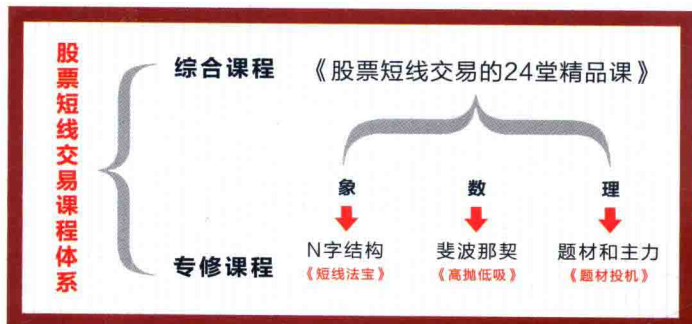 股票短线交易课程体系
综合课程
《股票短线交易的24堂精品课》
象
数
理
专修课程
N字结构
斐波那契
题材和主力
《短线法宝》
《高抛低吸》
《题材投机》